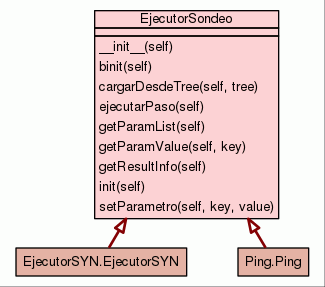 EjecutorSondeo
__init__(self)
binit(self)
cargarDesdeTree(self, tree)
ejecutarPaso(self)
getParamList(self)
getParamValue(self, key)
getResultInfo(self)
init(self)
setParametro(self, key, value)
EjecutorSYN.EjecutorSYN
Ping.Ping